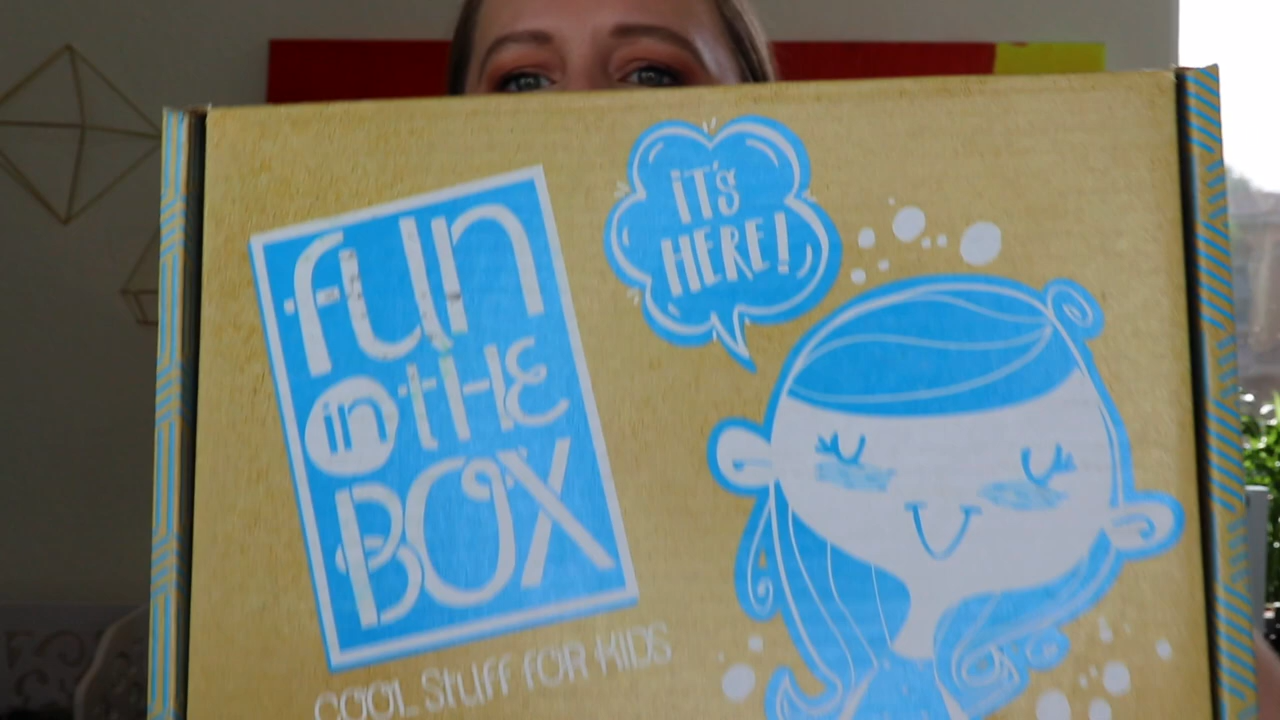 fUn
in tHE
BOX
COOL StUff fOR KIDS
iT'S
HERE!